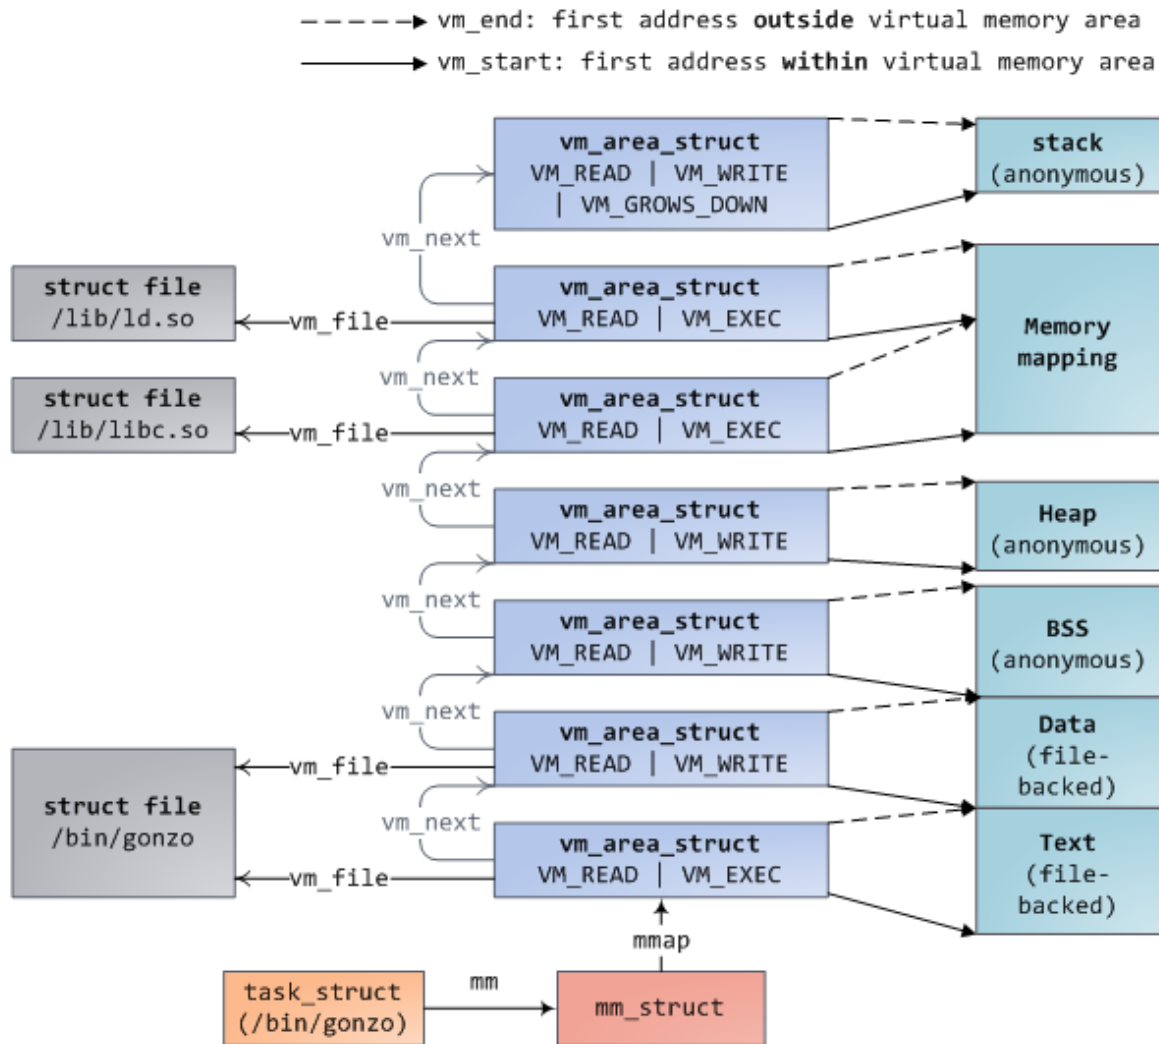 vm_end: first address outside virtual memory area
vm_start: first address within virtual memory area
vm_area_struct
VM_READ | VM_WRITE
| VM_GROWS_DOWN
stack
(anonymous)
vm_next
struct file
/lib/ld.so
vm_file
vm_area_struct
VM_READ | VM_EXEC
Memory
mapping
vm_next
struct file
/lib/libc.so
vm_file
vm_area_struct
VM_READ | VM_EXEC
vm_next
vm_area_struct
VM_READ | VM_WRITE
Heap
(anonymous)
vm_next
vm_area_struct
VM_READ | VM_WRITE
BSS
(anonymous)
vm_next
vm_file
vm_area_struct
VM_READ | VM_WRITE
Data
(file-
backed)
struct file
/bin/gonzo
vm_next
vm_file
vm_area_struct
VM_READ | VM_EXEC
Text
(file-
backed)
mmap
task_struct
(/bin/gonzo)
mm
mm_struct